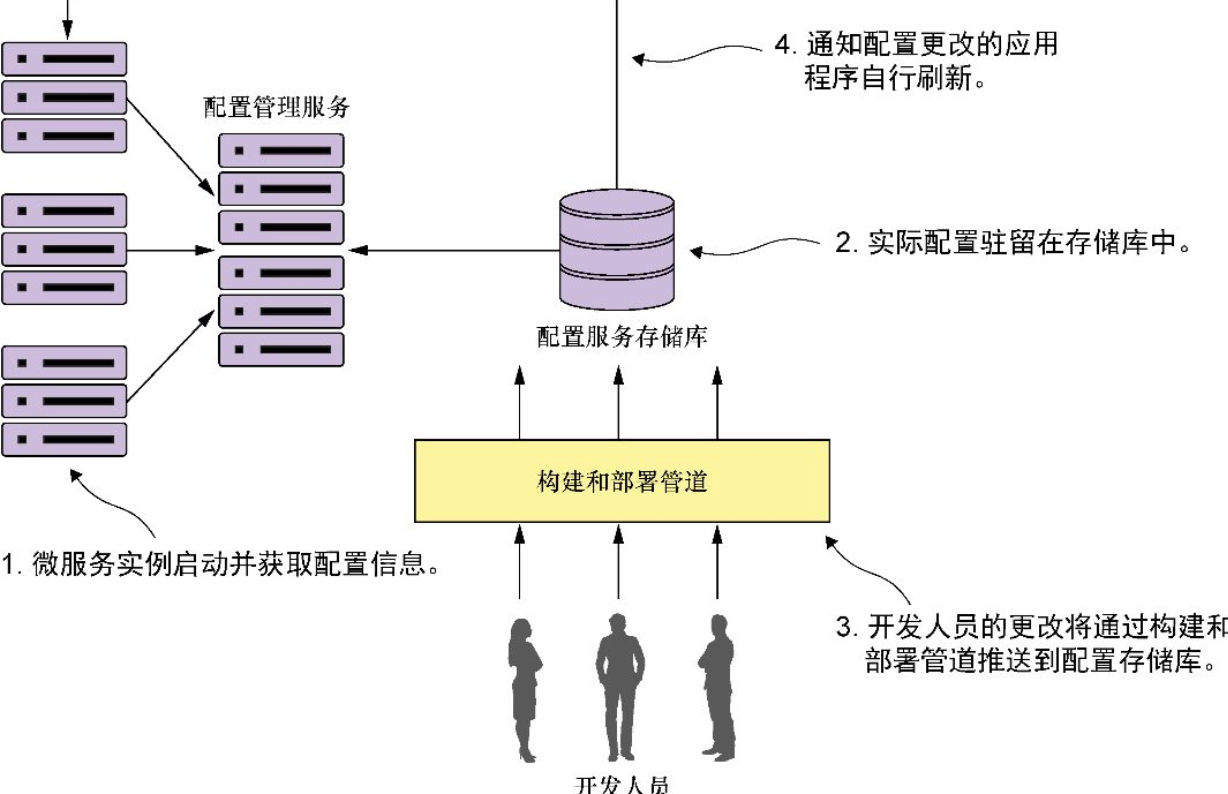 4. 通知配置更改的应用
程序自行刷新。
配置管理服务
2. 实际配置驻留在存储库中。
配置服务存储库
构建和部署管道
1. 微服务实例启动并获取配置信息。
3. 开发人员的更改将通过构建和
部署管道推送到配置存储库。
开发人员